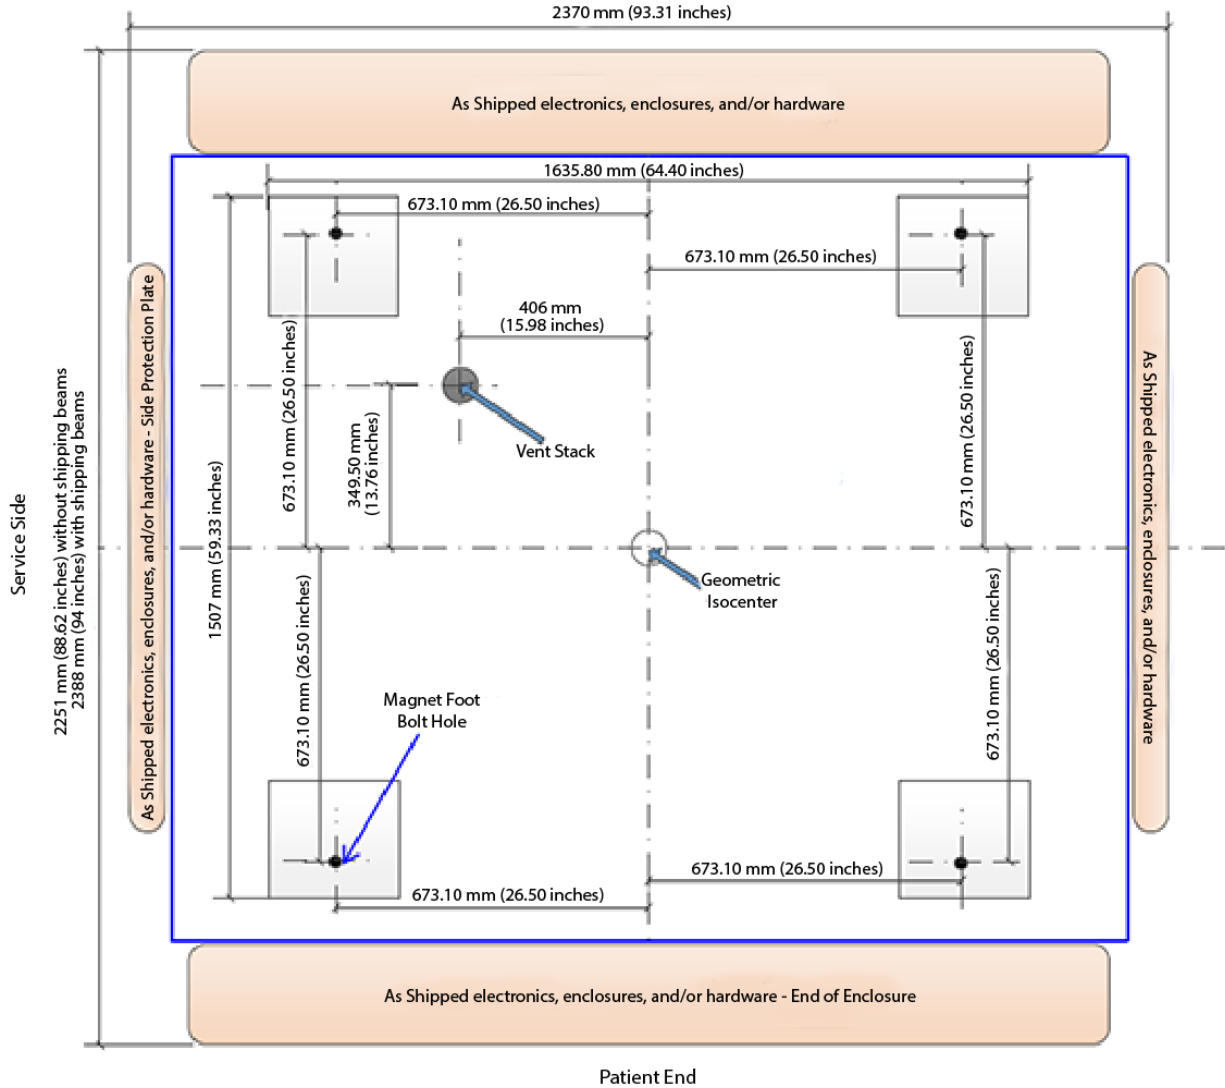 2370 mm (93.31 inches)
As Shipped electronics, enclosures, and/or hardware
1635.80 mm (64.40 inches)
673.10 mm (26.50 inches)
673.10 mm (26.50 inches)
406 mm
(15.98 inches)
As Shipped electronics, enclosures, and/or hardware - Side Protection Plate
673.10 mm (26.50 inches)
673.10 mm (26.50 inches)
As Shipped electronics, enclosures, and/or hardware
349.50 mm
(13.76 inches)
Vent Stack
Service Side
2251 mm (88.62 inches) without shipping beams
2388 mm (94 inches) with shipping beams
1507 mm (59.33 inches)
Geometric
Isocenter
673.10 mm (26.50 inches)
673.10 mm (26.50 inches)
Magnet Foot
Bolt Hole
673.10 mm (26.50 inches)
673.10 mm (26.50 inches)
As Shipped electronics, enclosures, and/or hardware - End of Enclosure
Patient End